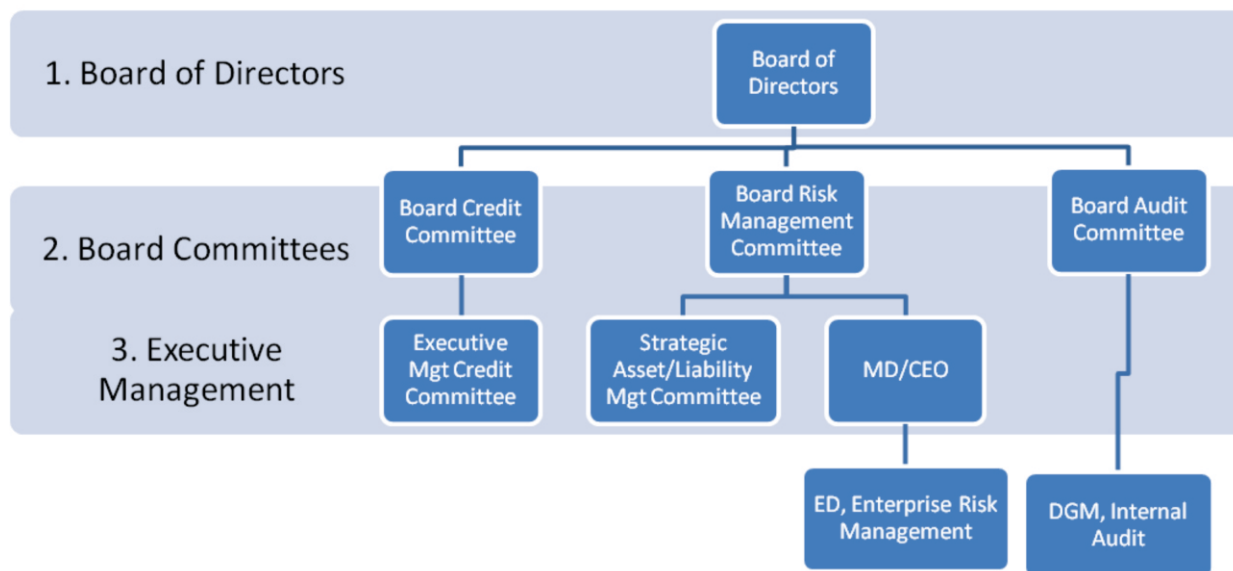 1. Board of Directors
Board of
Directors
2. Board Committees
Board Credit
Committee
Board Risk
Management
Committee
Board Audit
Committee
3. Executive
Management
Executive
Mgt Credit
Committee
Strategic
Asset/Liability
Mgt Committee
MD/CEO
ED, Enterprise Risk
Management
DGM, Internal
Audit